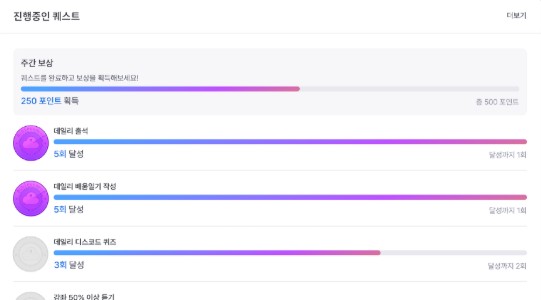 진행중인 퀘스트
더보기
주간 보상
퀘스트를 완료하고 보상을 획득해보세요!
250 포인트 획득
총 500 포인트
데일리 출석
5회 달성
달성까지 1회
데일리 배움일기 작성
5회 달성
달성까지 1회
데일리 디스코드 퀴즈
3회 달성
달성까지 2회
강좌 50% 이상 듣기